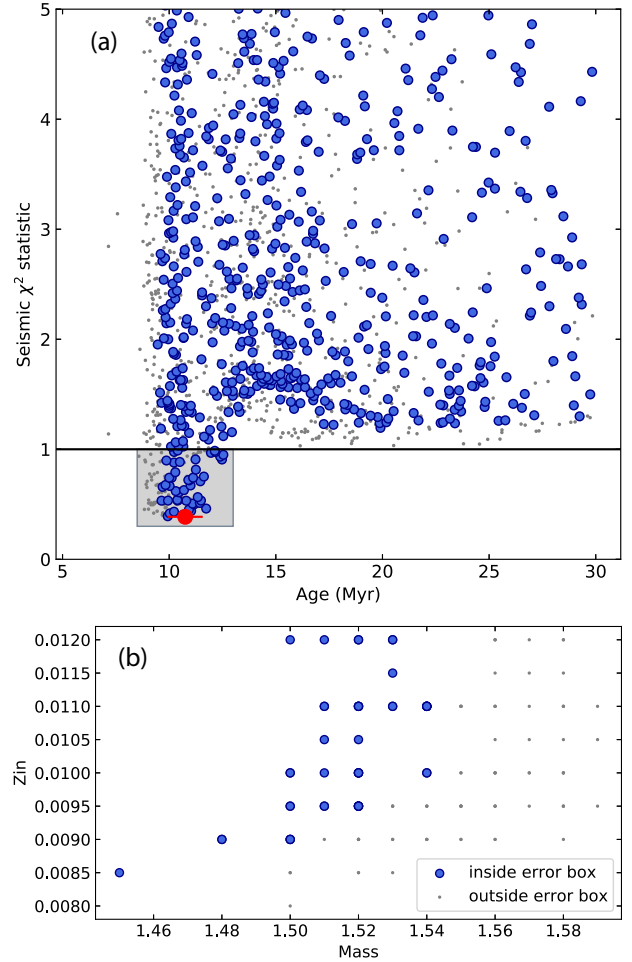 (a)
5
4
3
2
1
0
Seismic χ² statistic
5 10 15 20 25 30
Age (Myr)
(b)
0.0120
0.0115
0.0110
0.0105
0.0100
0.0095
0.0090
0.0085
0.0080
Zin
inside error box
outside error box
1.46 1.48 1.50 1.52 1.54 1.56 1.58
Mass